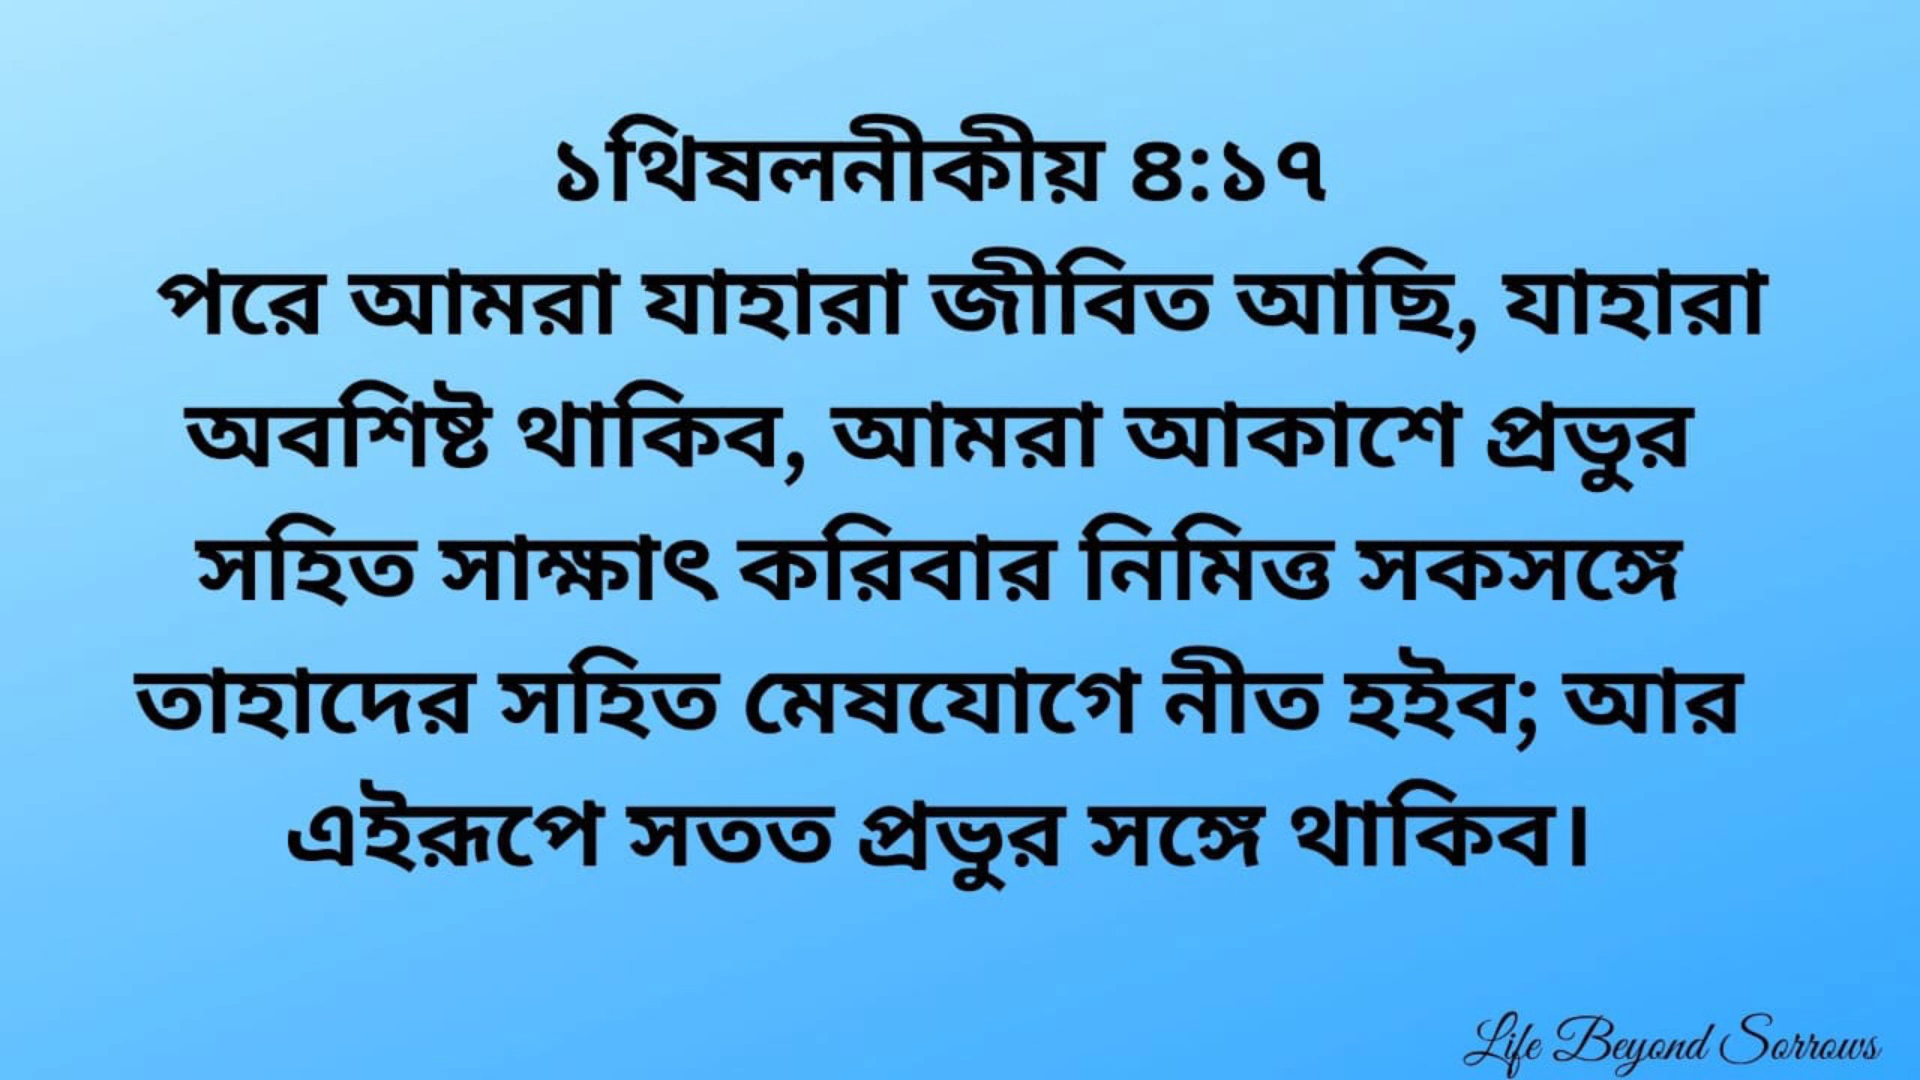 ১থিষলনীকীয় ৪:১৭
পরে আমরা যাহারা জীবিত আছি, যাহারা
অবশিষ্ট থাকিব, আমরা আকাশে প্রভুর
সহিত সাক্ষাৎ করিবার নিমিত্ত সকসঙ্গে
তাহাদের সহিত মেষযোগে নীত হইব; আর
এইরূপে সতত প্রভুর সঙ্গে থাকিব।
Life Beyond Sorrows